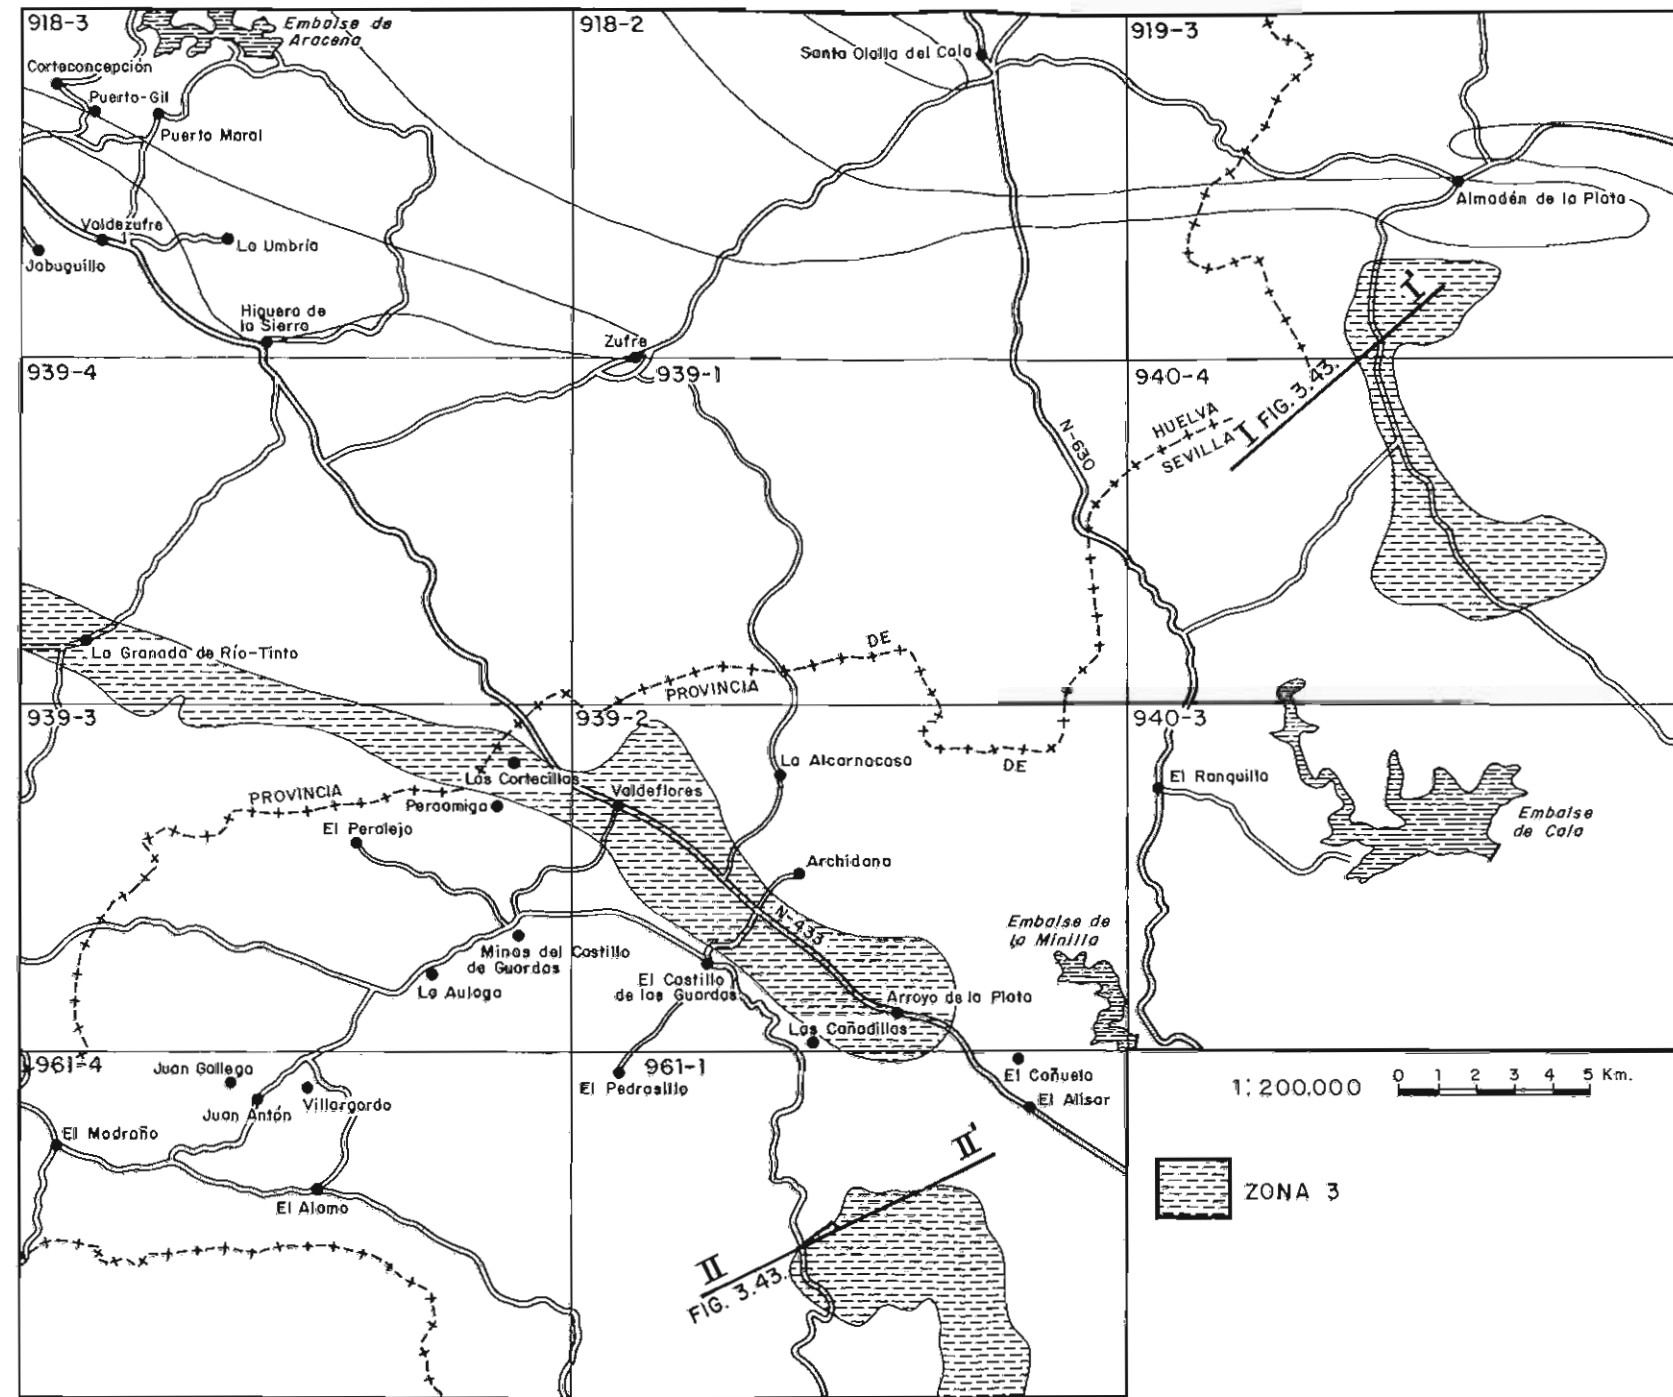 918-3
Embalse de
Aracena
918-2
Santa Olalla del Cala
919-3
Corteconcepción
Puerto-Gil
Puerto Moral
Almadén de la Plata
Valdezufre
La Umbría
Jabuguillo
Higuera de
la Sierra
Zufre
I'
939-4
939-1
940-4
N-630
HUELVA
SEVILLA
I FIG. 3.43.
La Granada de Río-Tinto
PROVINCIA
DE
939-3
939-2
940-3
DE
Las Cortecillas
La Alcornocosa
El Ronquillo
PROVINCIA
Peroamigo
Valdeflores
El Peralejo
Embalse
de Cala
Archidona
N-433
Embalse de
la Minilla
Minas del Castillo
de Guardas
La Aulaga
El Castillo
de las Guardas
Arroyo de la Plata
Las Cañadillas
961-4
Juan Gallego
961-1
El Cañuelo
El Pedrosillo
Juan Antón
Villargordo
El Alisar
1:200.000
0 1 2 3 4 5 Km.
El Madroño
II'
ZONA 3
El Alamo
II
FIG. 3.43.